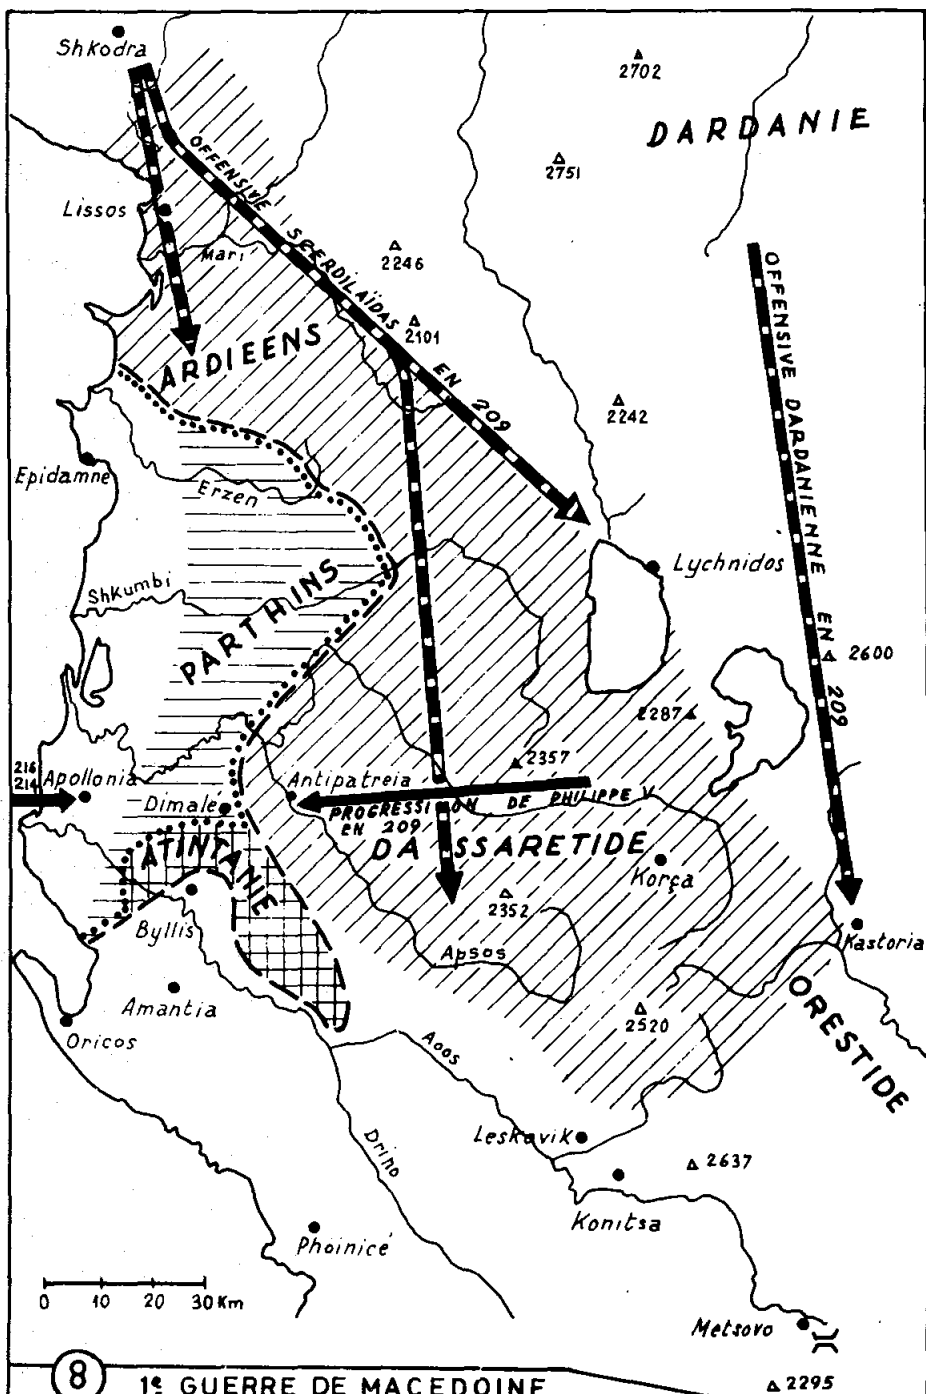 Shkodra
2702
DARDANIE
2751
OFFENSIVE SCERDILAÏDAS EN 209
Lissos
Mari
2246
OFFENSIVE DARDANIENNE EN 209
2101
ARDIEENS
2242
Epidamne
Erzen
Lychnidos
Shkumbi
PARTHINS
2600
2287
2357
216
214
Apollonia
Antipatreia
Dimale
PROGRESSION DE PHILIPPE V
EN 209
ATINTANIE
DASSARETIDE
Korça
2352
Byllis
Kastoria
Apsos
Amantia
ORESTIDE
2520
Oricos
Aoos
Leskovik
Drino
2637
Konitsa
Phoinicé
0 10 20 30 Km
Metsovo
8 1e GUERRE DE MACEDOINE
2295